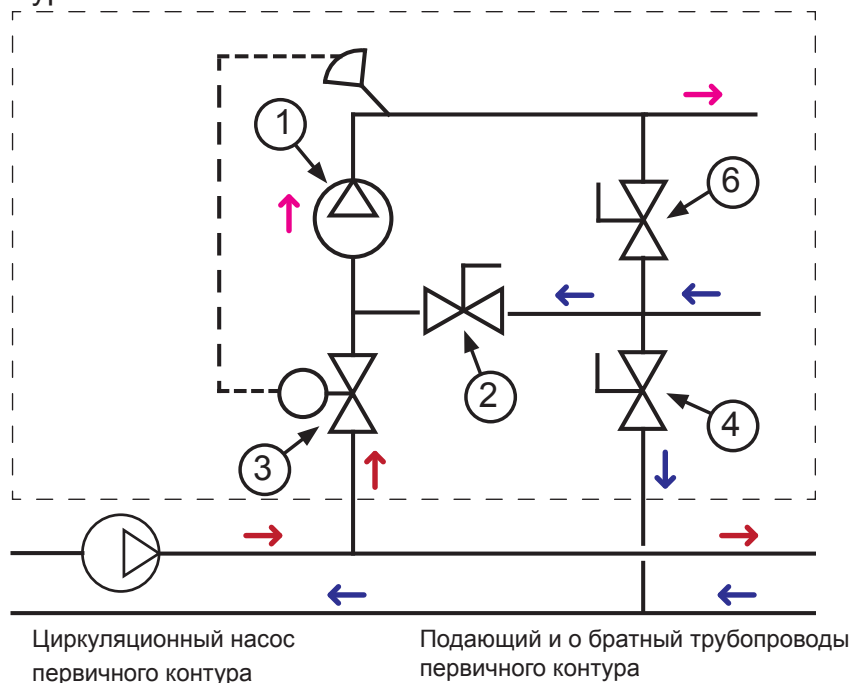 1
6
2
4
3
Циркуляционный насос
первичного контура
Подающий и о братный трубопроводы
первичного контура